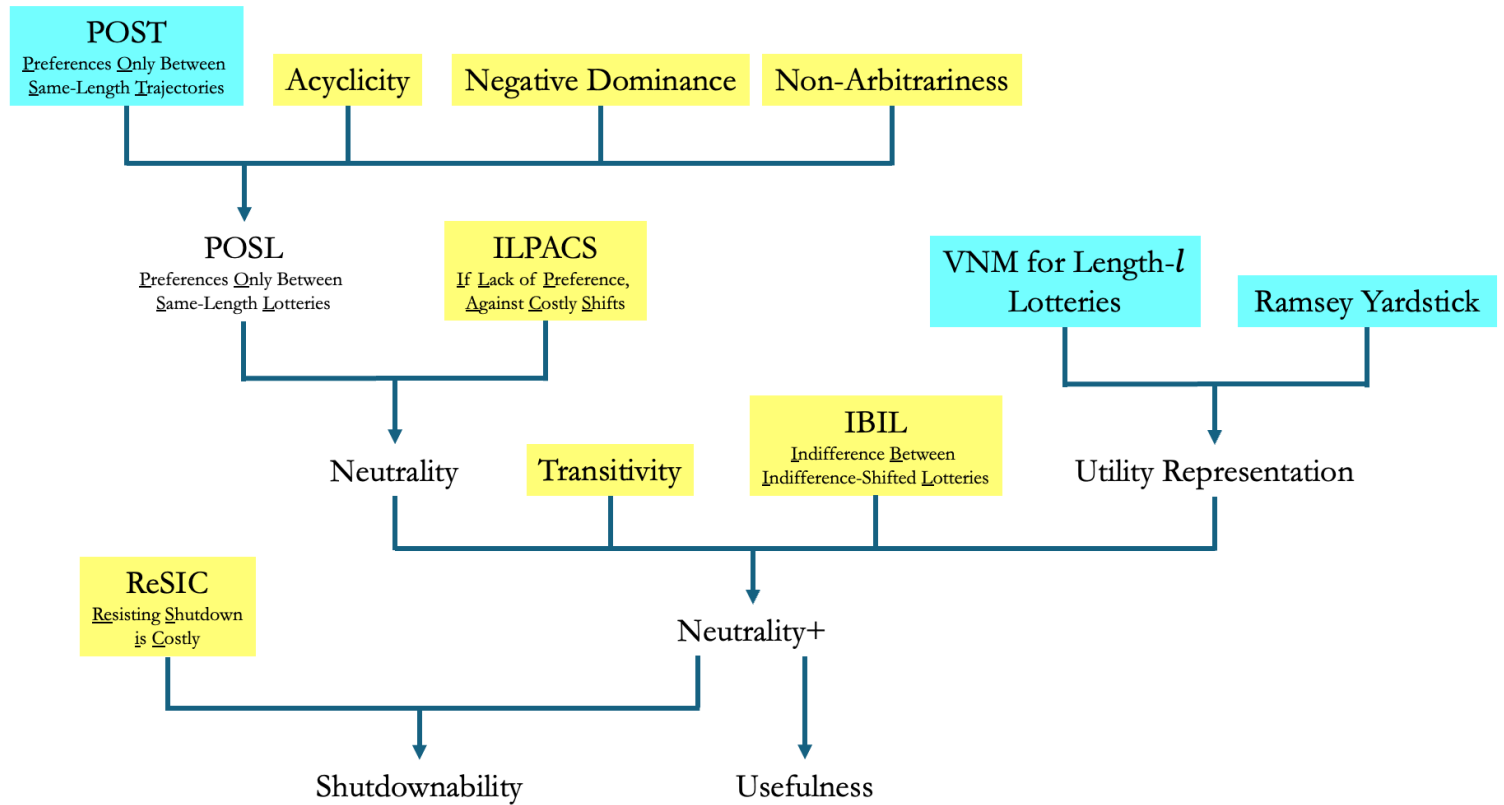 POST
Preferences Only Between
Same-Length Trajectories
Acyclicity
Negative Dominance
Non-Arbitrariness
POSL
Preferences Only Between
Same-Length Lotteries
ILPACS
If Lack of Preference,
Against Costly Shifts
VNM for Length-l
Lotteries
Ramsey Yardstick
Neutrality
Transitivity
IBIL
Indifference Between
Indifference-Shifted Lotteries
Utility Representation
ReSIC
Resisting Shutdown
is Costly
Neutrality+
Shutdownability
Usefulness